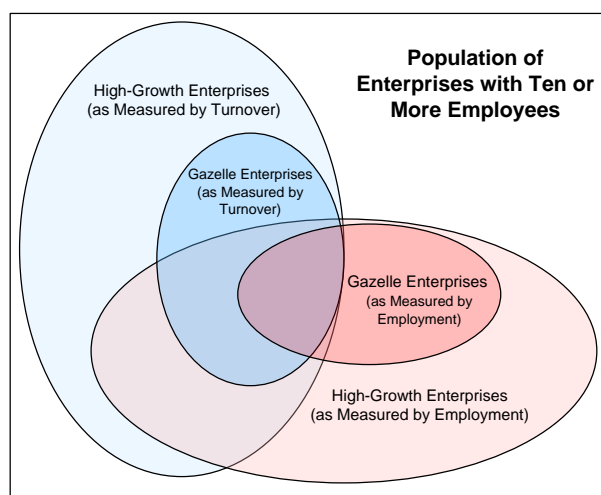 Population of
Enterprises with Ten or
More Employees
High-Growth Enterprises
(as Measured by Turnover)
Gazelle Enterprises
(as Measured by
Turnover)
Gazelle Enterprises
(as Measured by
Employment)
High-Growth Enterprises
(as Measured by Employment)